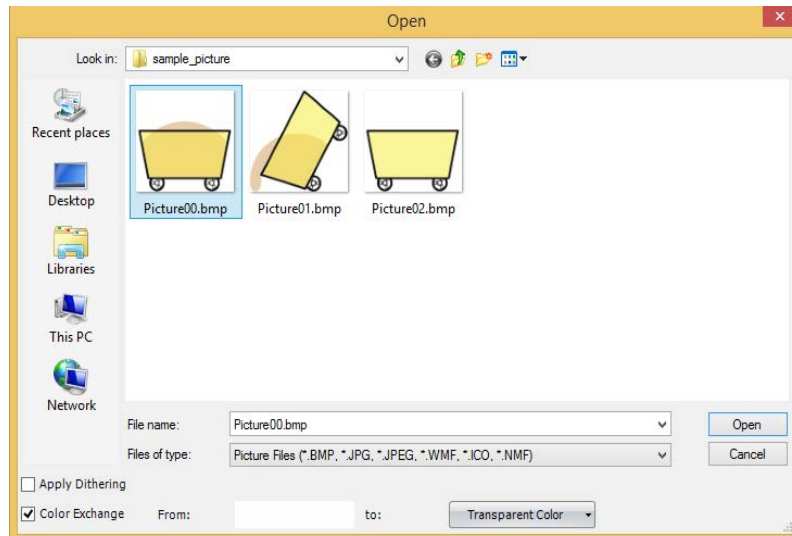 Open
Look in: sample_picture
Recent places
Desktop
Libraries
This PC
Network
Picture00.bmp Picture01.bmp Picture02.bmp
File name: Picture00.bmp Open
Files of type: Picture Files (*.BMP, *.JPG, *.JPEG, *.WMF, *.ICO, *.NMF) Cancel
Apply Dithering
Color Exchange From: to: Transparent Color